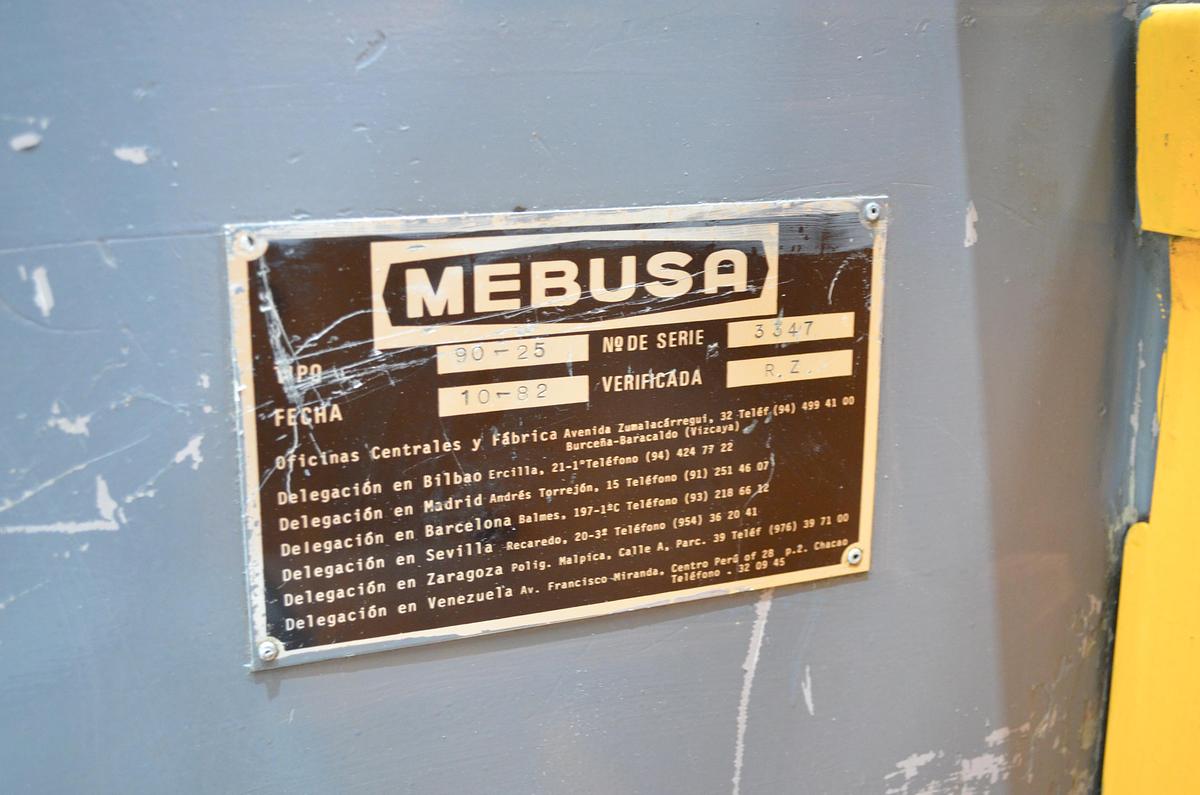 MEBUSA
TIPO 90-25 Nº DE SERIE 3347
FECHA 10-82 VERIFICADA R.Z.
Oficinas Centrales y Fábrica Avenida Zumalacárregui, 32 Teléf (94) 499 41 00
Burceña-Baracaldo (Vizcaya)
Delegación en Bilbao Ercilla, 21-1º Teléfono (94) 424 77 22
Delegación en Madrid Andrés Torrejón, 15 Teléfono (91) 251 46 07
Delegación en Barcelona Balmes, 197-1ºC Teléfono (93) 218 66 12
Delegación en Sevilla Recaredo, 20-3º Teléfono (954) 36 20 41
Delegación en Zaragoza Polig. Malpica, Calle A, Parc. 39 Teléf (976) 39 71 00
Delegación en Venezuela Av. Francisco Miranda, Centro Perú of 28 p.2. Chacao
Teléfono - 32 09 45